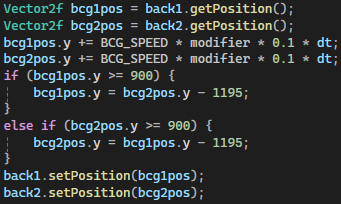 Vector2f bcg1pos = back1.getPosition();
Vector2f bcg2pos = back2.getPosition();
bcg1pos.y += BCG_SPEED * modifier * 0.1 * dt;
bcg2pos.y += BCG_SPEED * modifier * 0.1 * dt;
if (bcg1pos.y >= 900) {
    bcg1pos.y = bcg2pos.y - 1195;
}
else if (bcg2pos.y >= 900) {
    bcg2pos.y = bcg1pos.y - 1195;
}
back1.setPosition(bcg1pos);
back2.setPosition(bcg2pos);